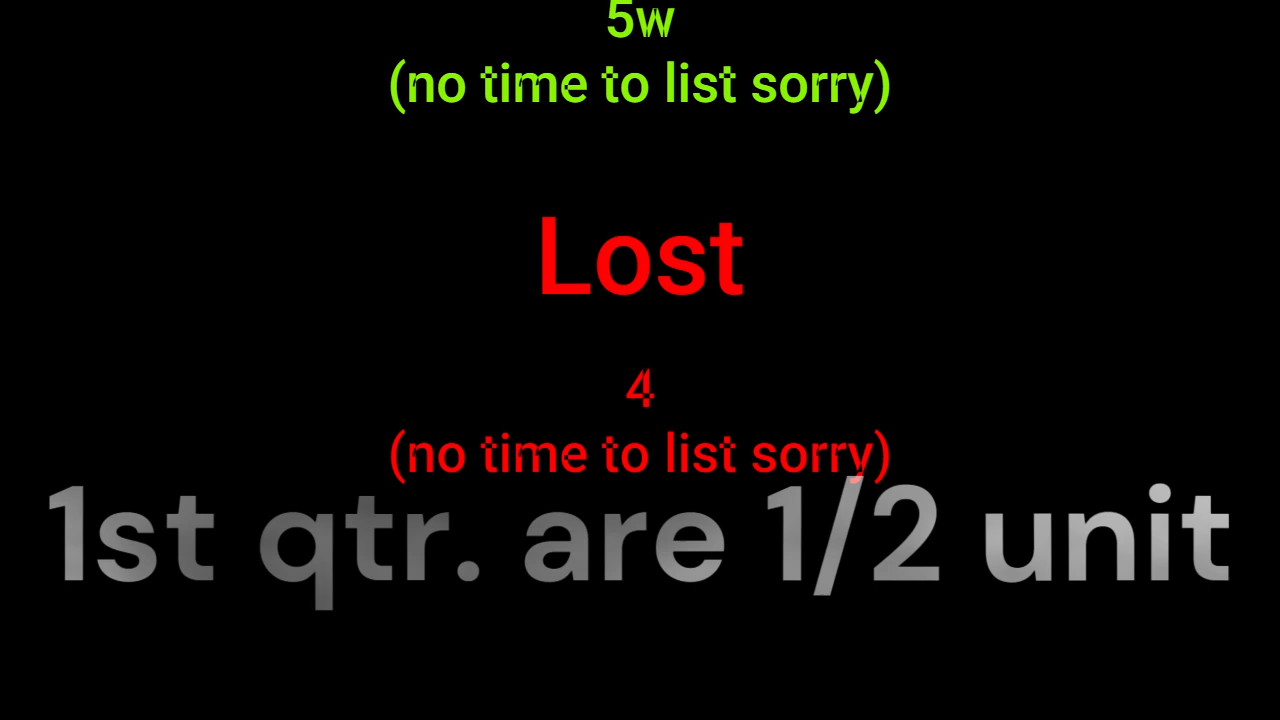 5w
(no time to list sorry)
Lost
4
(no time to list sorry)
1st qtr. are 1/2 unit